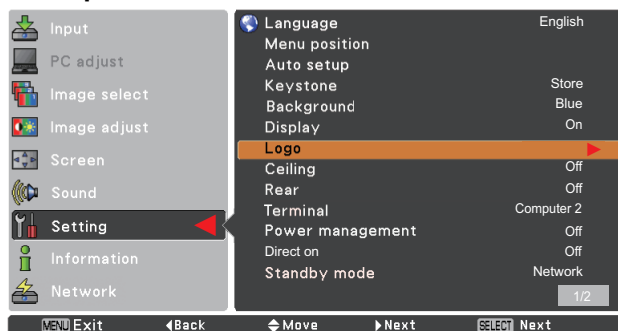 Input
PC adjust
Image select
Image adjust
Screen
Sound
Setting
Information
Network
Language English
Menu position
Auto setup
Keystone Store
Background Blue
Display On
Logo
Ceiling Off
Rear Off
Terminal Computer 2
Power management Off
Direct on Off
Standby mode Network
1/2
MENU Exit Back Move Next SELECT Next